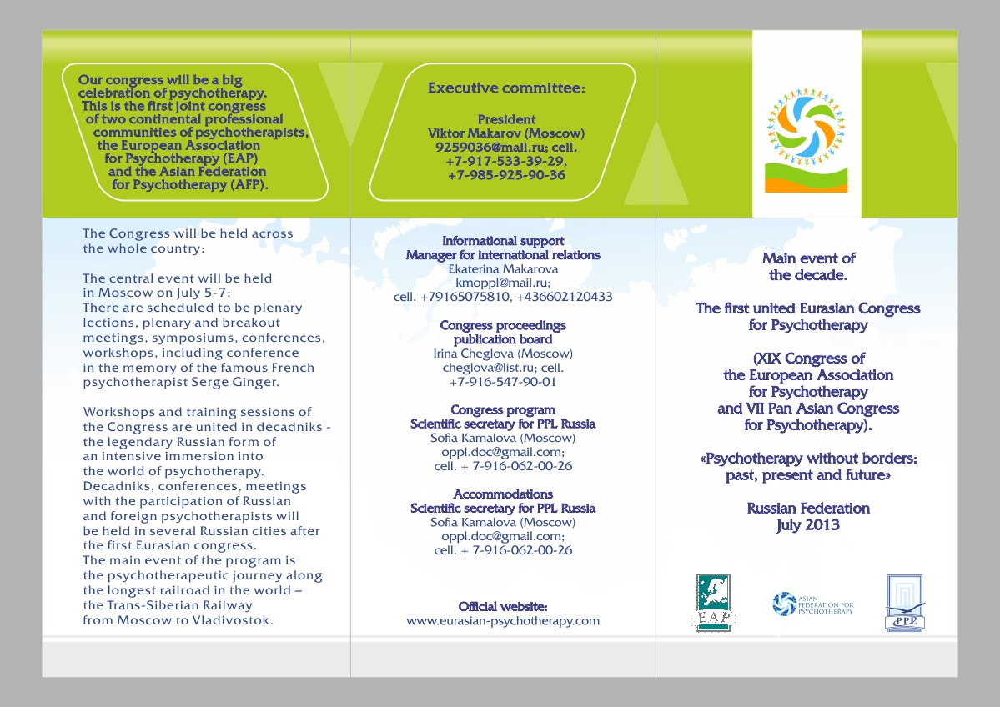 Our congress will be a big
celebration of psychotherapy.
This is the first joint congress
of two continental professional
communities of psychotherapists,
the European Association
for Psychotherapy (EAP)
and the Asian Federation
for Psychotherapy (AFP).
The Congress will be held across
the whole country:
The central event will be held
in Moscow on July 5-7:
There are scheduled to be plenary
lections, plenary and breakout
meetings, symposiums, conferences,
workshops, including conference
in the memory of the famous French
psychotherapist Serge Ginger.
Workshops and training sessions of
the Congress are united in decadniks -
the legendary Russian form of
an intensive immersion into
the world of psychotherapy.
Decadniks, conferences, meetings
with the participation of Russian
and foreign psychotherapists will
be held in several Russian cities after
the first Eurasian congress.
The main event of the program is
the psychotherapeutic journey along
the longest railroad in the world –
the Trans-Siberian Railway
from Moscow to Vladivostok.
Executive committee:
President
Viktor Makarov (Moscow)
9259036@mail.ru; cell.
+7-917-533-39-29,
+7-985-925-90-36
Informational support
Manager for international relations
Ekaterina Makarova
kmoppl@mail.ru;
cell. +79165075810, +436602120433
Congress proceedings
publication board
Irina Cheglova (Moscow)
cheglova@list.ru; cell.
+7-916-547-90-01
Congress program
Scientific secretary for PPL Russia
Sofia Kamalova (Moscow)
oppl.doc@gmail.com;
cell. + 7-916-062-00-26
Accommodations
Scientific secretary for PPL Russia
Sofia Kamalova (Moscow)
oppl.doc@gmail.com;
cell. + 7-916-062-00-26
Official website:
www.eurasian-psychotherapy.com
Main event of
the decade.
The first united Eurasian Congress
for Psychotherapy
(XIX Congress of
the European Association
for Psychotherapy
and VII Pan Asian Congress
for Psychotherapy).
«Psychotherapy without borders:
past, present and future»
Russian Federation
July 2013
EAP
ASIAN
FEDERATION FOR
PSYCHOTHERAPY
PPL